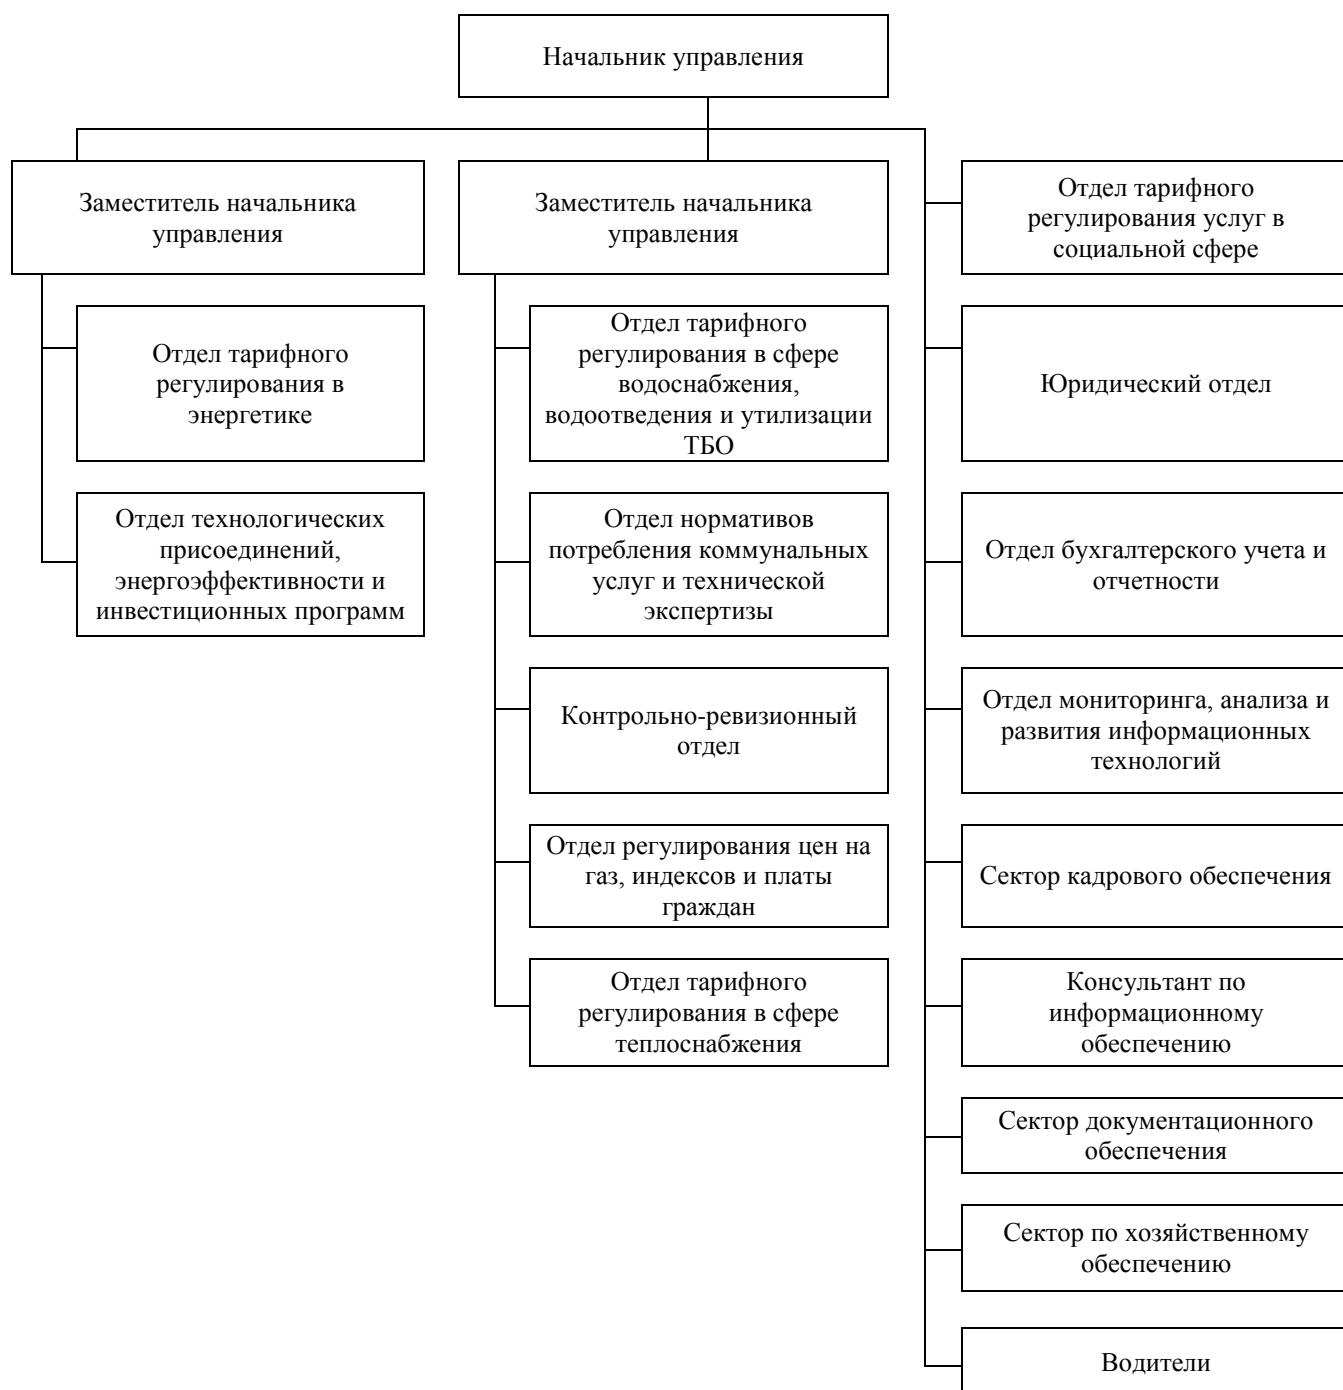 Начальник управления
Заместитель начальника
управления
Отдел тарифного
регулирования в
энергетике
Отдел технологических
присоединений,
энергоэффективности и
инвестиционных программ
Заместитель начальника
управления
Отдел тарифного
регулирования в сфере
водоснабжения,
водоотведения и утилизации
ТБО
Отдел нормативов
потребления коммунальных
услуг и технической
экспертизы
Контрольно-ревизионный
отдел
Отдел регулирования цен на
газ, индексов и платы
граждан
Отдел тарифного
регулирования в сфере
теплоснабжения
Отдел тарифного
регулирования услуг в
социальной сфере
Юридический отдел
Отдел бухгалтерского учета и
отчетности
Отдел мониторинга, анализа и
развития информационных
технологий
Сектор кадрового обеспечения
Консультант по
информационному
обеспечению
Сектор документационного
обеспечения
Сектор по хозяйственному
обеспечению
Водители